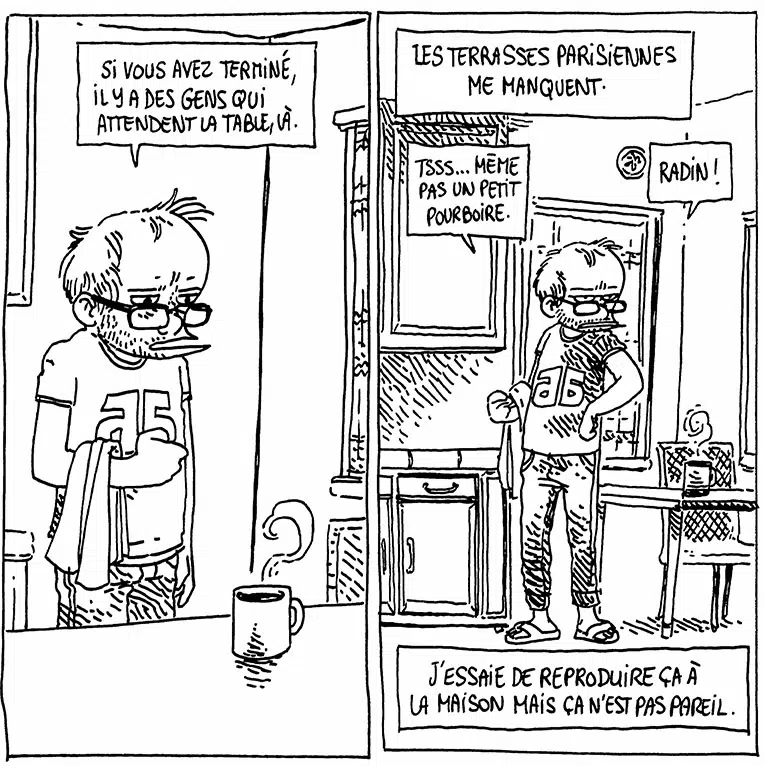 SI VOUS AVEZ TERMINÉ,
IL Y A DES GENS QUI
ATTENDENT LA TABLE, LÀ.
LES TERRASSES PARISIENNES
ME MANQUENT.
TSSS... MÊME
PAS UN PETIT
POURBOIRE.
RADIN !
J'ESSAIE DE REPRODUIRE ÇA À
LA MAISON MAIS ÇA N'EST PAS PAREIL.